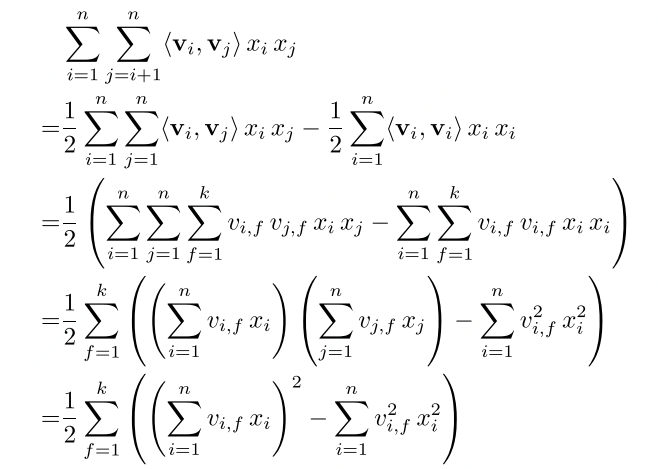 $\sum_{i=1}^{n} \sum_{j=i+1}^{n} \langle \mathbf{v}_i, \mathbf{v}_j \rangle \, x_i \, x_j$
$= \frac{1}{2} \sum_{i=1}^{n} \sum_{j=1}^{n} \langle \mathbf{v}_i, \mathbf{v}_j \rangle \, x_i \, x_j - \frac{1}{2} \sum_{i=1}^{n} \langle \mathbf{v}_i, \mathbf{v}_i \rangle \, x_i \, x_i$
$= \frac{1}{2} \left( \sum_{i=1}^{n} \sum_{j=1}^{n} \sum_{f=1}^{k} v_{i,f} \, v_{j,f} \, x_i \, x_j - \sum_{i=1}^{n} \sum_{f=1}^{k} v_{i,f} \, v_{i,f} \, x_i \, x_i \right)$
$= \frac{1}{2} \sum_{f=1}^{k} \left( \left( \sum_{i=1}^{n} v_{i,f} \, x_i \right) \left( \sum_{j=1}^{n} v_{j,f} \, x_j \right) - \sum_{i=1}^{n} v_{i,f}^2 \, x_i^2 \right)$
$= \frac{1}{2} \sum_{f=1}^{k} \left( \left( \sum_{i=1}^{n} v_{i,f} \, x_i \right)^2 - \sum_{i=1}^{n} v_{i,f}^2 \, x_i^2 \right)$